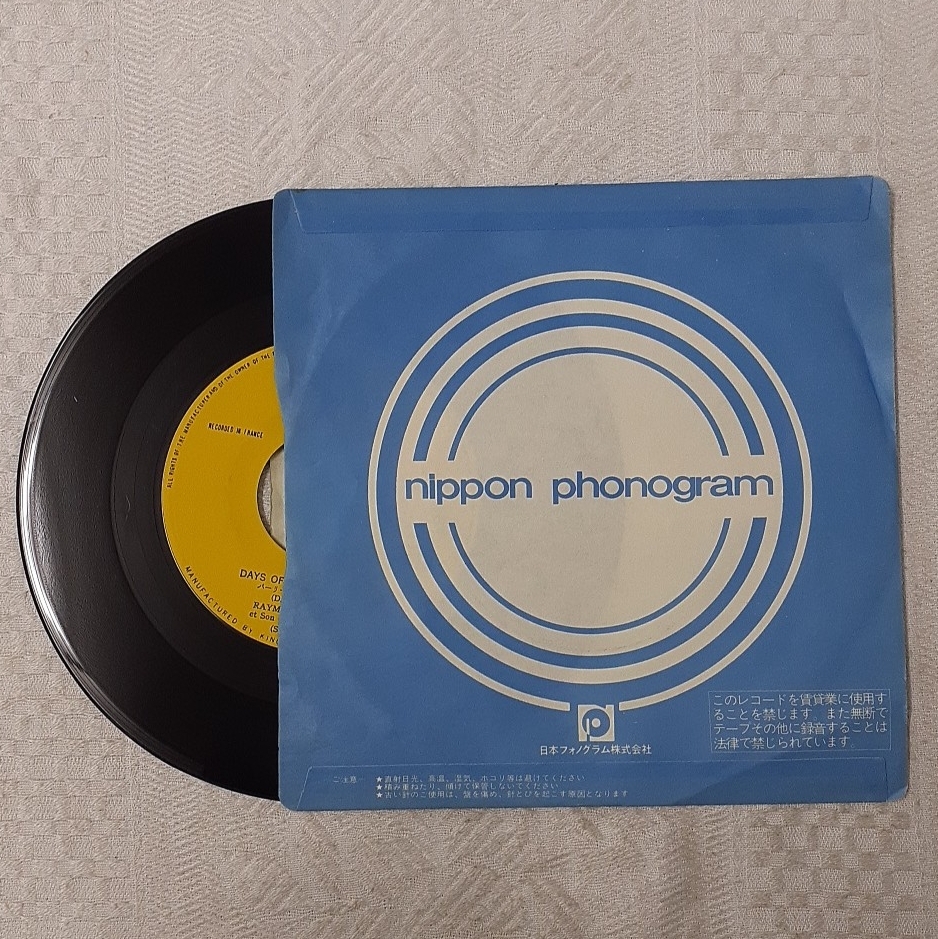 ALL RIGHTS OF THE MANUFACTURER AND OF THE OWNER OF THE
RECORDED IN FRANCE
DAYS OF
パーリ
(D
RAYM
et Son
(S
MANUFACTURED BY KING
nippon phonogram
p
日本フォノグラム株式会社
このレコードを賃貸業に使用す
ることを禁じます。また無断で
テープその他に録音することは
法律で禁じられています。
ご注意 ★直射日光、高温、湿気、ホコリ等は避けてください
★積み重ねたり、傾けて保管しないでください
★古い針のご使用は、盤を傷め、針とびを起こす原因となります